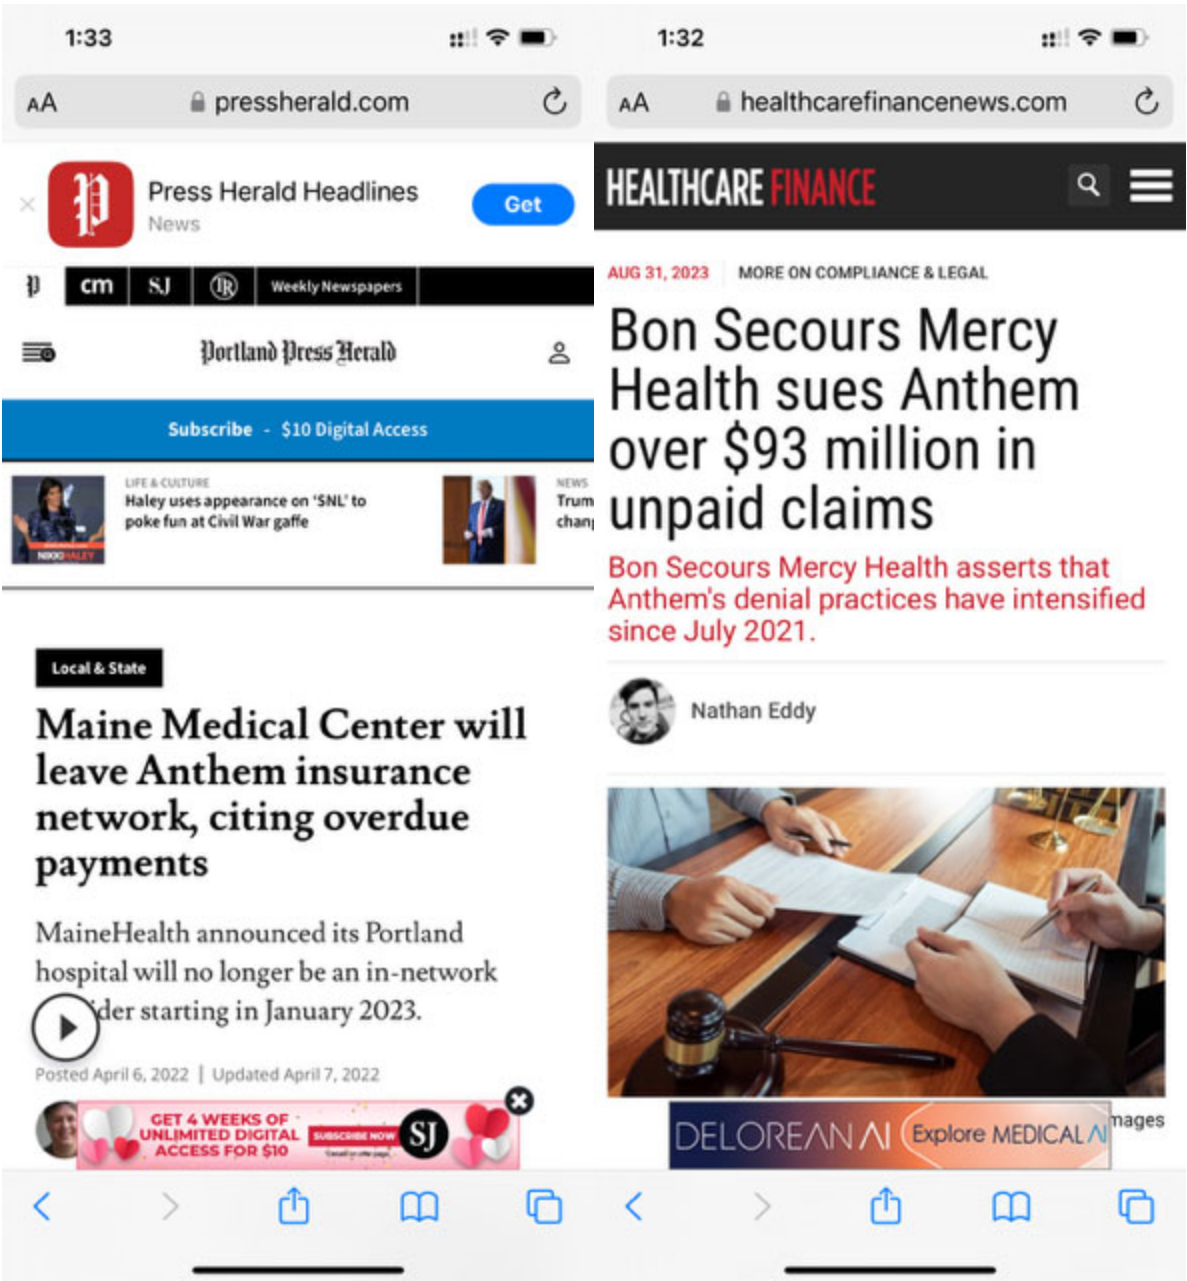 1:33
AA
pressherald.com
Press Herald Headlines
News
Get
cm
SJ
Weekly Newspapers
Portland Press Herald
Subscribe - $10 Digital Access
LIFE & CULTURE
Haley uses appearance on 'SNL' to
poke fun at Civil War gaffe
NIKKI HALEY
NEWS
Trum
chang
Local & State
Maine Medical Center will
leave Anthem insurance
network, citing overdue
payments
MaineHealth announced its Portland
hospital will no longer be an in-network
der starting in January 2023.
Posted April 6, 2022 | Updated April 7, 2022
GET 4 WEEKS OF
UNLIMITED DIGITAL
ACCESS FOR $10
SUBSCRIBE NOW
SJ
1:32
AA
healthcarefinancenews.com
HEALTHCARE FINANCE
AUG 31, 2023
MORE ON COMPLIANCE & LEGAL
Bon Secours Mercy
Health sues Anthem
over $93 million in
unpaid claims
Bon Secours Mercy Health asserts that
Anthem's denial practices have intensified
since July 2021.
Nathan Eddy
mages
DELOREAN AI
Explore MEDICAL AI